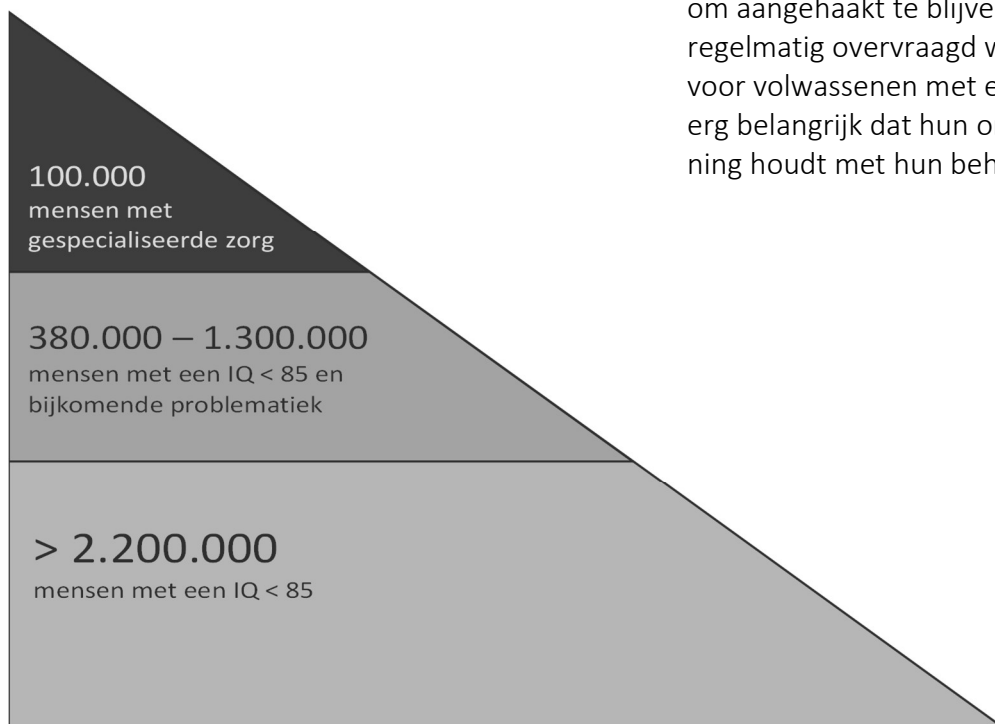 om aangehaakt te
regelmatig overvraagd
voor volwassenen met
erg belangrijk dat hun
ning houdt met hun
100.000
mensen met
gespecialiseerde zorg
380.000 – 1.300.000
mensen met een IQ < 85 en
bijkomende problematiek
> 2.200.000
mensen met een IQ < 85